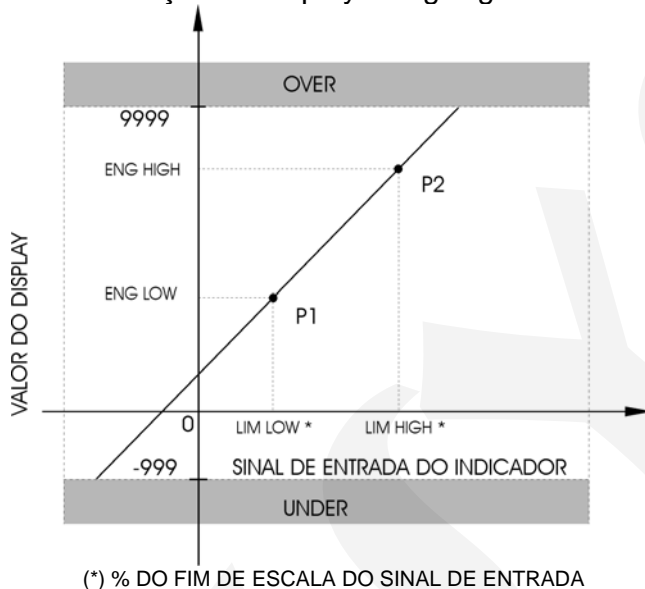 OVER
9999
ENG HIGH
P2
ENG LOW
P1
VALOR DO DISPLAY
0
LIM LOW *
LIM HIGH *
-999
SINAL DE ENTRADA DO INDICADOR
UNDER
(*) % DO FIM DE ESCALA DO SINAL DE ENTRADA